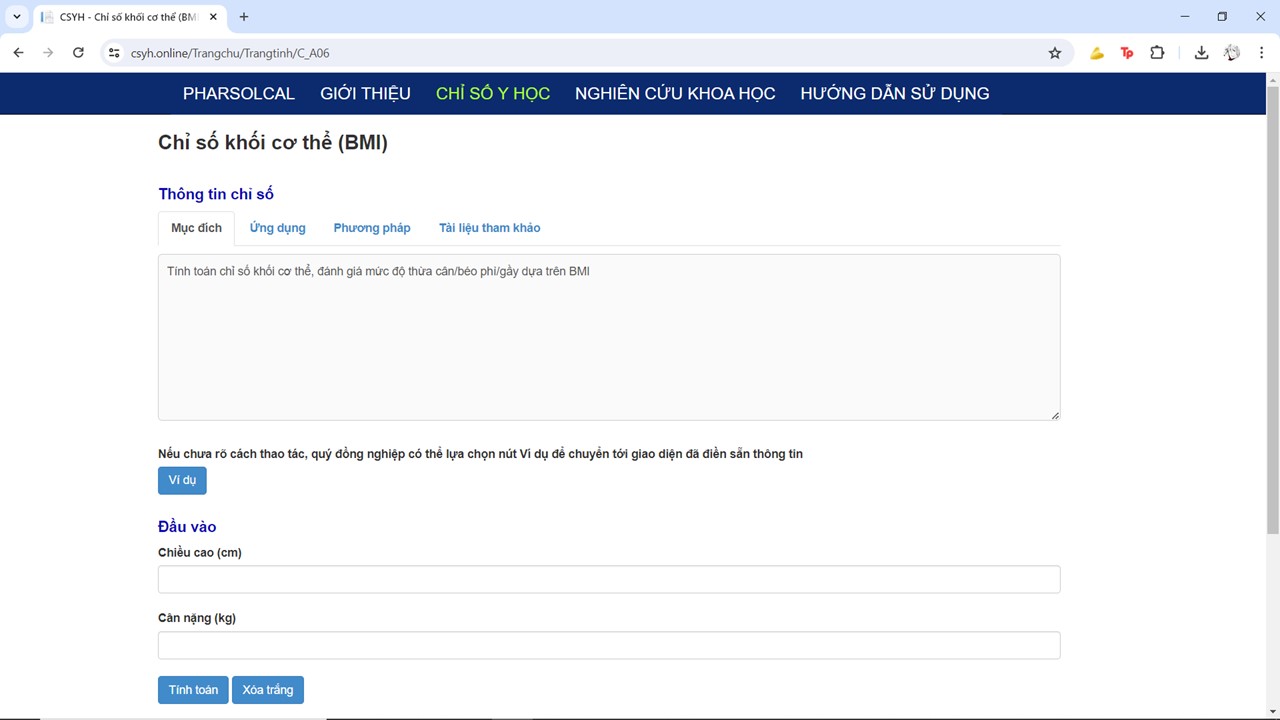 CSYH - Chỉ số khối cơ thể (BM
csyh.online/Trangchu/Trangtinh/C_A06
PHARSOLCAL GIỚI THIỆU CHỈ SỐ Y HỌC NGHIÊN CỨU KHOA HỌC HƯỚNG DẪN SỬ DỤNG
Chỉ số khối cơ thể (BMI)
Thông tin chỉ số
Mục đích Ứng dụng Phương pháp Tài liệu tham khảo
Tính toán chỉ số khối cơ thể, đánh giá mức độ thừa cân/béo phì/gầy dựa trên BMI
Nếu chưa rõ cách thao tác, quý đồng nghiệp có thể lựa chọn nút Ví dụ để chuyển tới giao diện đã điền sẵn thông tin
Ví dụ
Đầu vào
Chiều cao (cm)
Cân nặng (kg)
Tính toán Xóa trắng